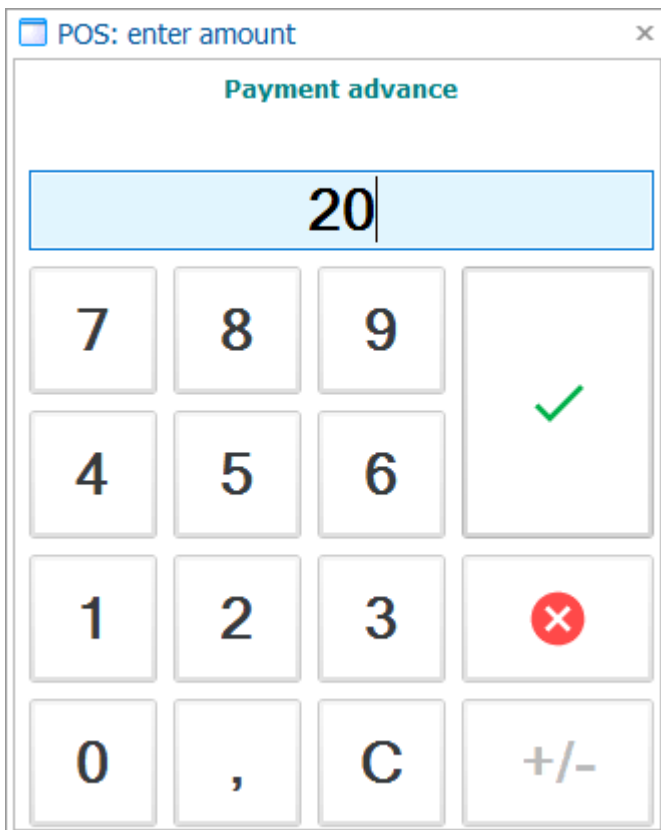 POS: enter amount
Payment advance
20
7 8 9
4 5 6
1 2 3
0 , C +/-